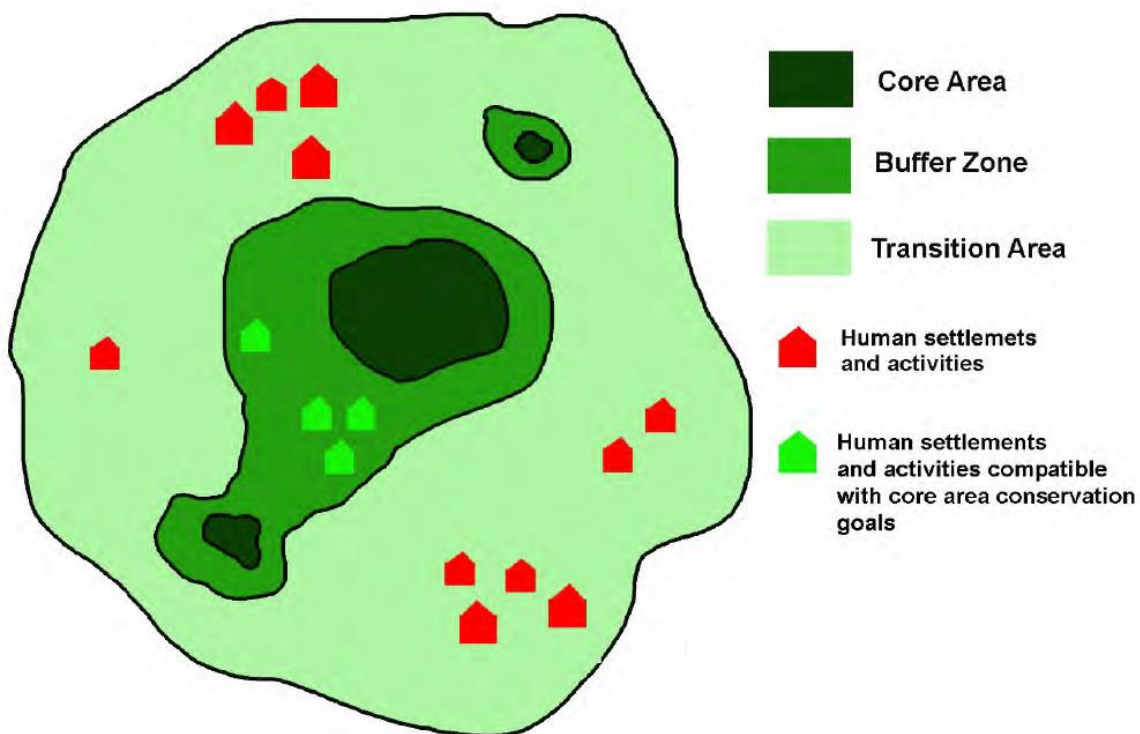 Core Area
Buffer Zone
Transition Area
Human settlemets
and activities
Human settlements
and activities compatible
with core area conservation
goals